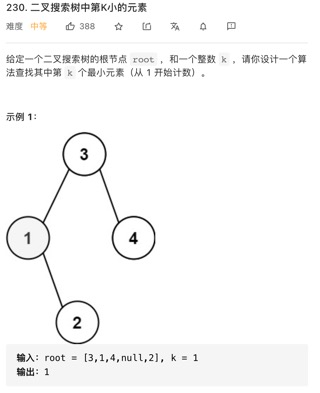 230. 二叉搜索树中第K小的元素
难度 中等 388
给定一个二叉搜索树的根节点 root ，和一个整数 k ，请你设计一个算
法查找其中第 k 个最小元素（从 1 开始计数）。
示例 1：
3
1
4
2
输入：root = [3,1,4,null,2], k = 1
输出：1